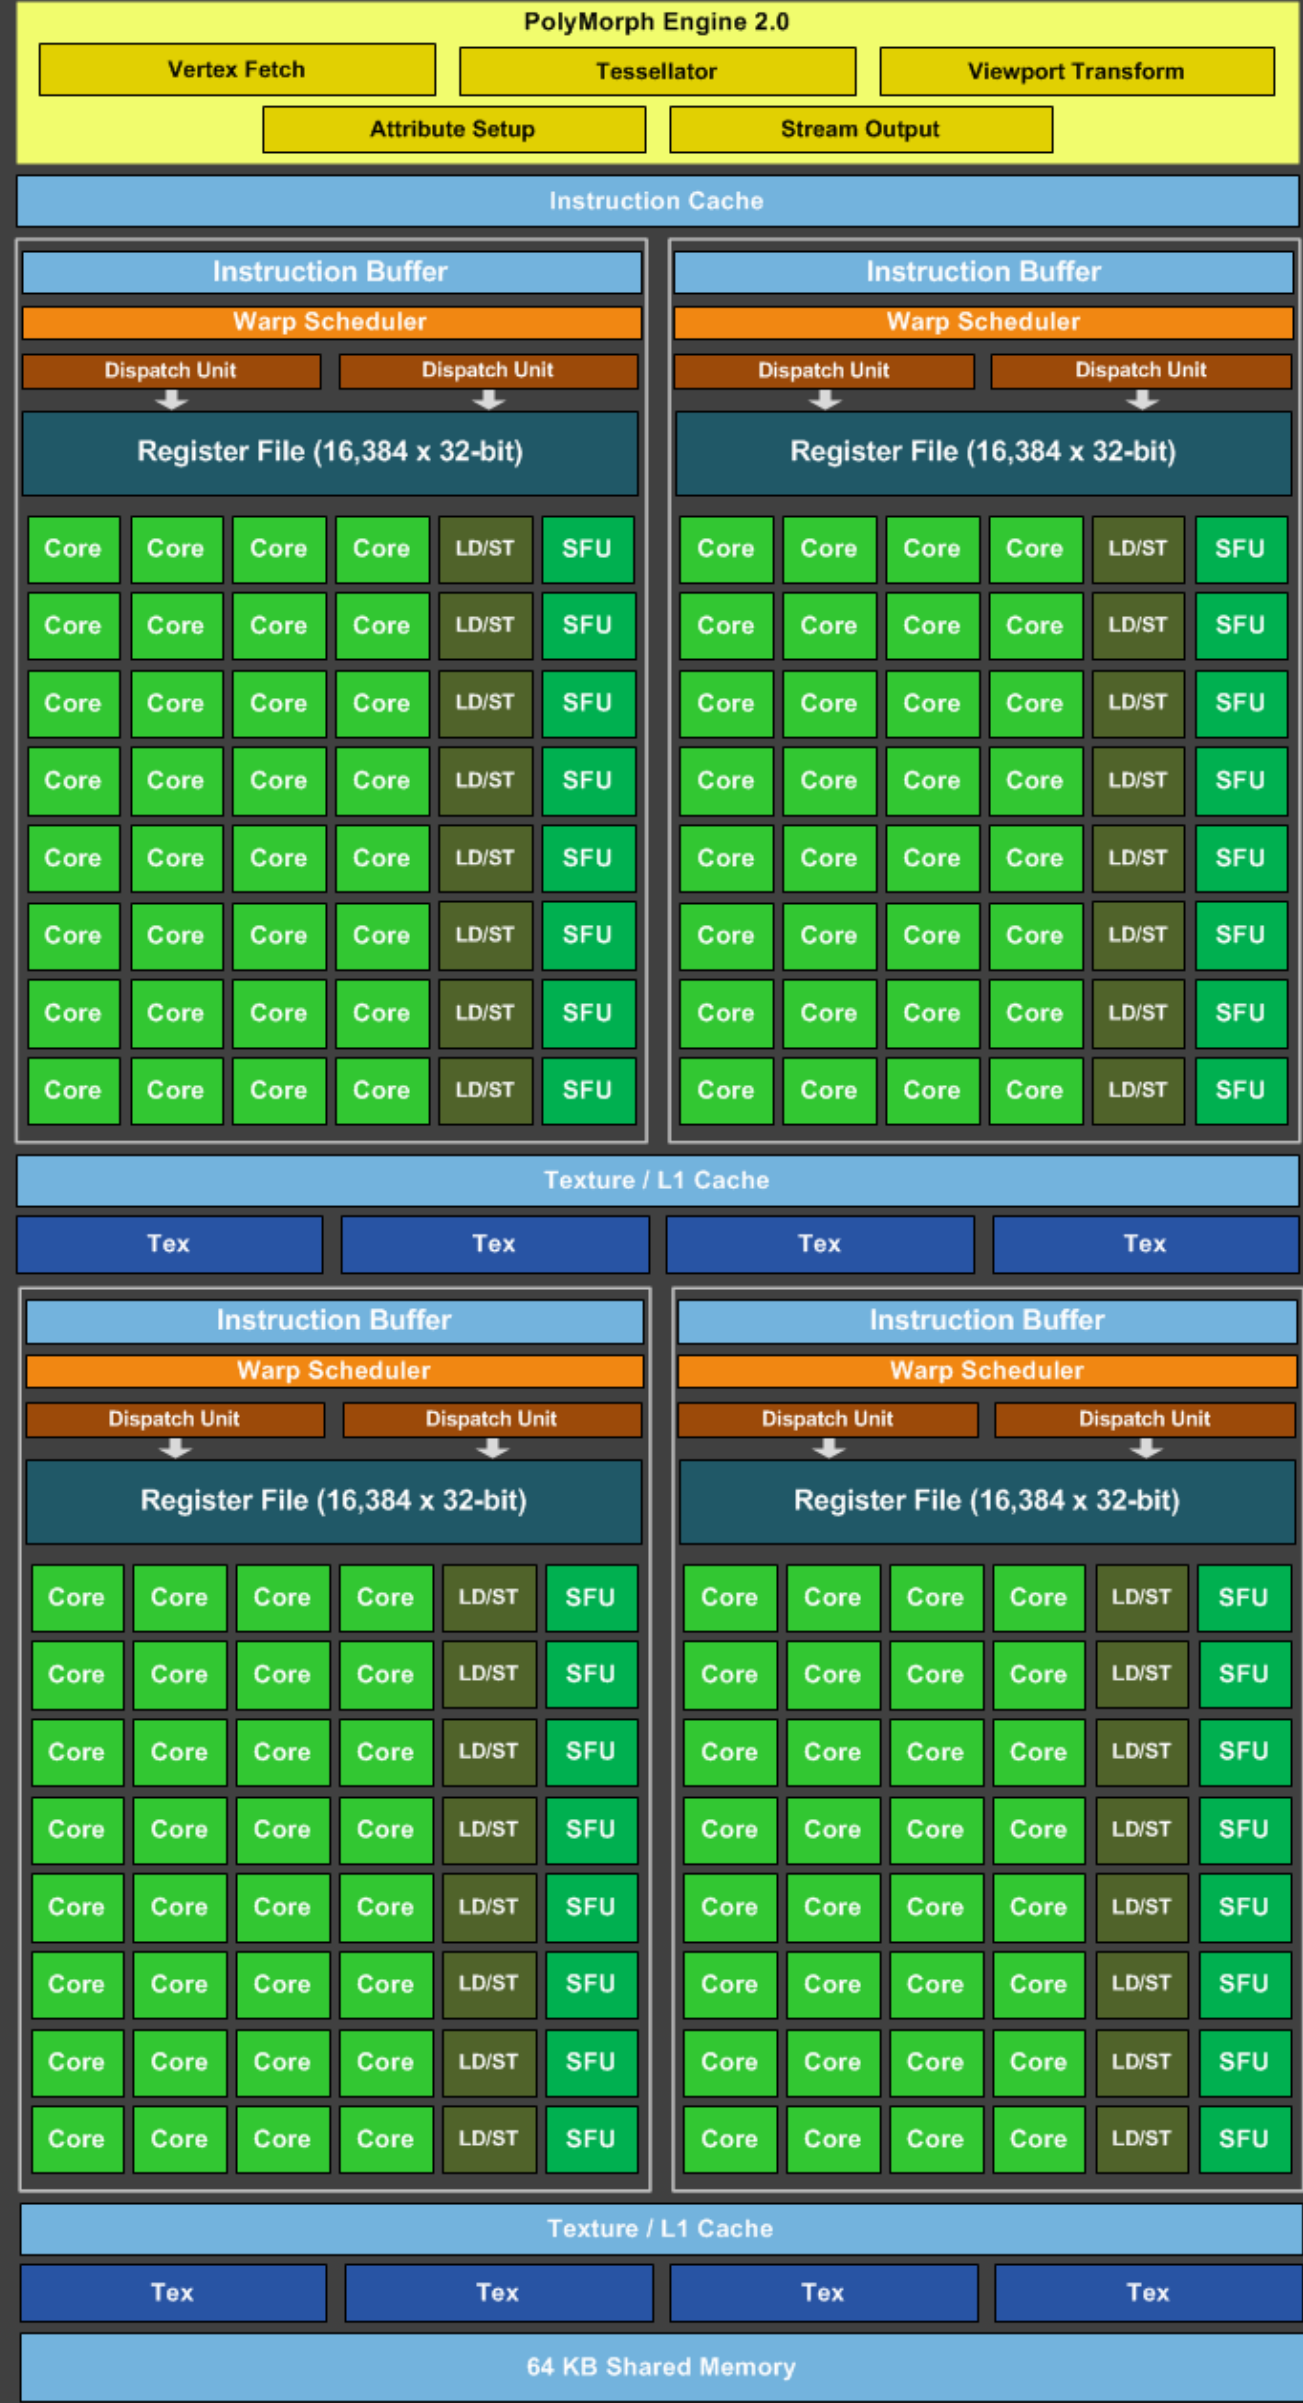 PolyMorph Engine 2.0
Vertex Fetch Tessellator Viewport Transform
Attribute Setup Stream Output
Instruction Cache
Instruction Buffer Instruction Buffer
Warp Scheduler Warp Scheduler
Dispatch Unit Dispatch Unit Dispatch Unit Dispatch Unit
Register File (16,384 x 32-bit) Register File (16,384 x 32-bit)
Core Core Core Core LD/ST SFU Core Core Core Core LD/ST SFU
Core Core Core Core LD/ST SFU Core Core Core Core LD/ST SFU
Core Core Core Core LD/ST SFU Core Core Core Core LD/ST SFU
Core Core Core Core LD/ST SFU Core Core Core Core LD/ST SFU
Core Core Core Core LD/ST SFU Core Core Core Core LD/ST SFU
Core Core Core Core LD/ST SFU Core Core Core Core LD/ST SFU
Core Core Core Core LD/ST SFU Core Core Core Core LD/ST SFU
Core Core Core Core LD/ST SFU Core Core Core Core LD/ST SFU
Texture / L1 Cache
Tex Tex Tex Tex
Instruction Buffer Instruction Buffer
Warp Scheduler Warp Scheduler
Dispatch Unit Dispatch Unit Dispatch Unit Dispatch Unit
Register File (16,384 x 32-bit) Register File (16,384 x 32-bit)
Core Core Core Core LD/ST SFU Core Core Core Core LD/ST SFU
Core Core Core Core LD/ST SFU Core Core Core Core LD/ST SFU
Core Core Core Core LD/ST SFU Core Core Core Core LD/ST SFU
Core Core Core Core LD/ST SFU Core Core Core Core LD/ST SFU
Core Core Core Core LD/ST SFU Core Core Core Core LD/ST SFU
Core Core Core Core LD/ST SFU Core Core Core Core LD/ST SFU
Core Core Core Core LD/ST SFU Core Core Core Core LD/ST SFU
Core Core Core Core LD/ST SFU Core Core Core Core LD/ST SFU
Texture / L1 Cache
Tex Tex Tex Tex
64 KB Shared Memory